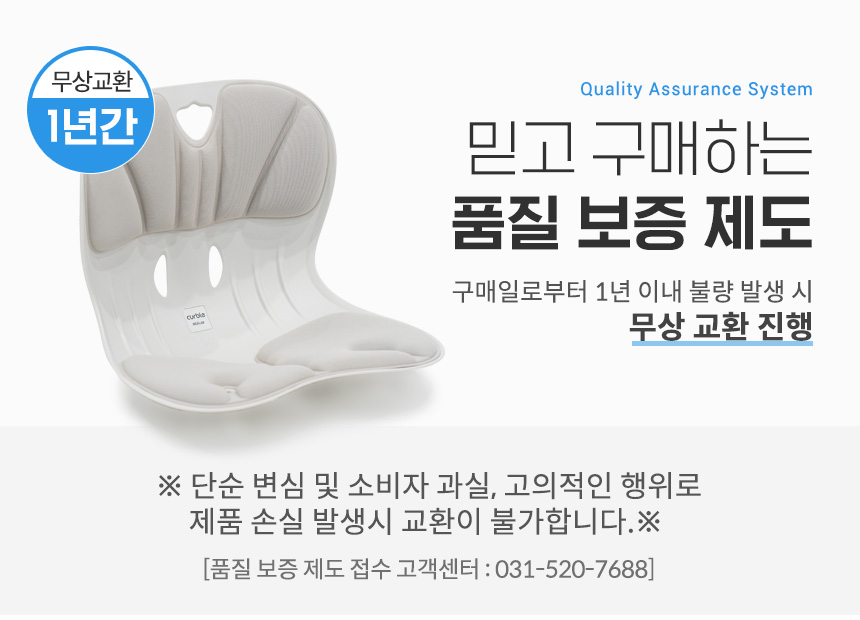 무상교환
1년간
Quality Assurance System
믿고 구매하는
품질 보증 제도
구매일로부터 1년 이내 불량 발생 시
무상 교환 진행
curble
※ 단순 변심 및 소비자 과실, 고의적인 행위로
제품 손실 발생시 교환이 불가합니다.※
[품질 보증 제도 접수 고객센터 : 031-520-7688]